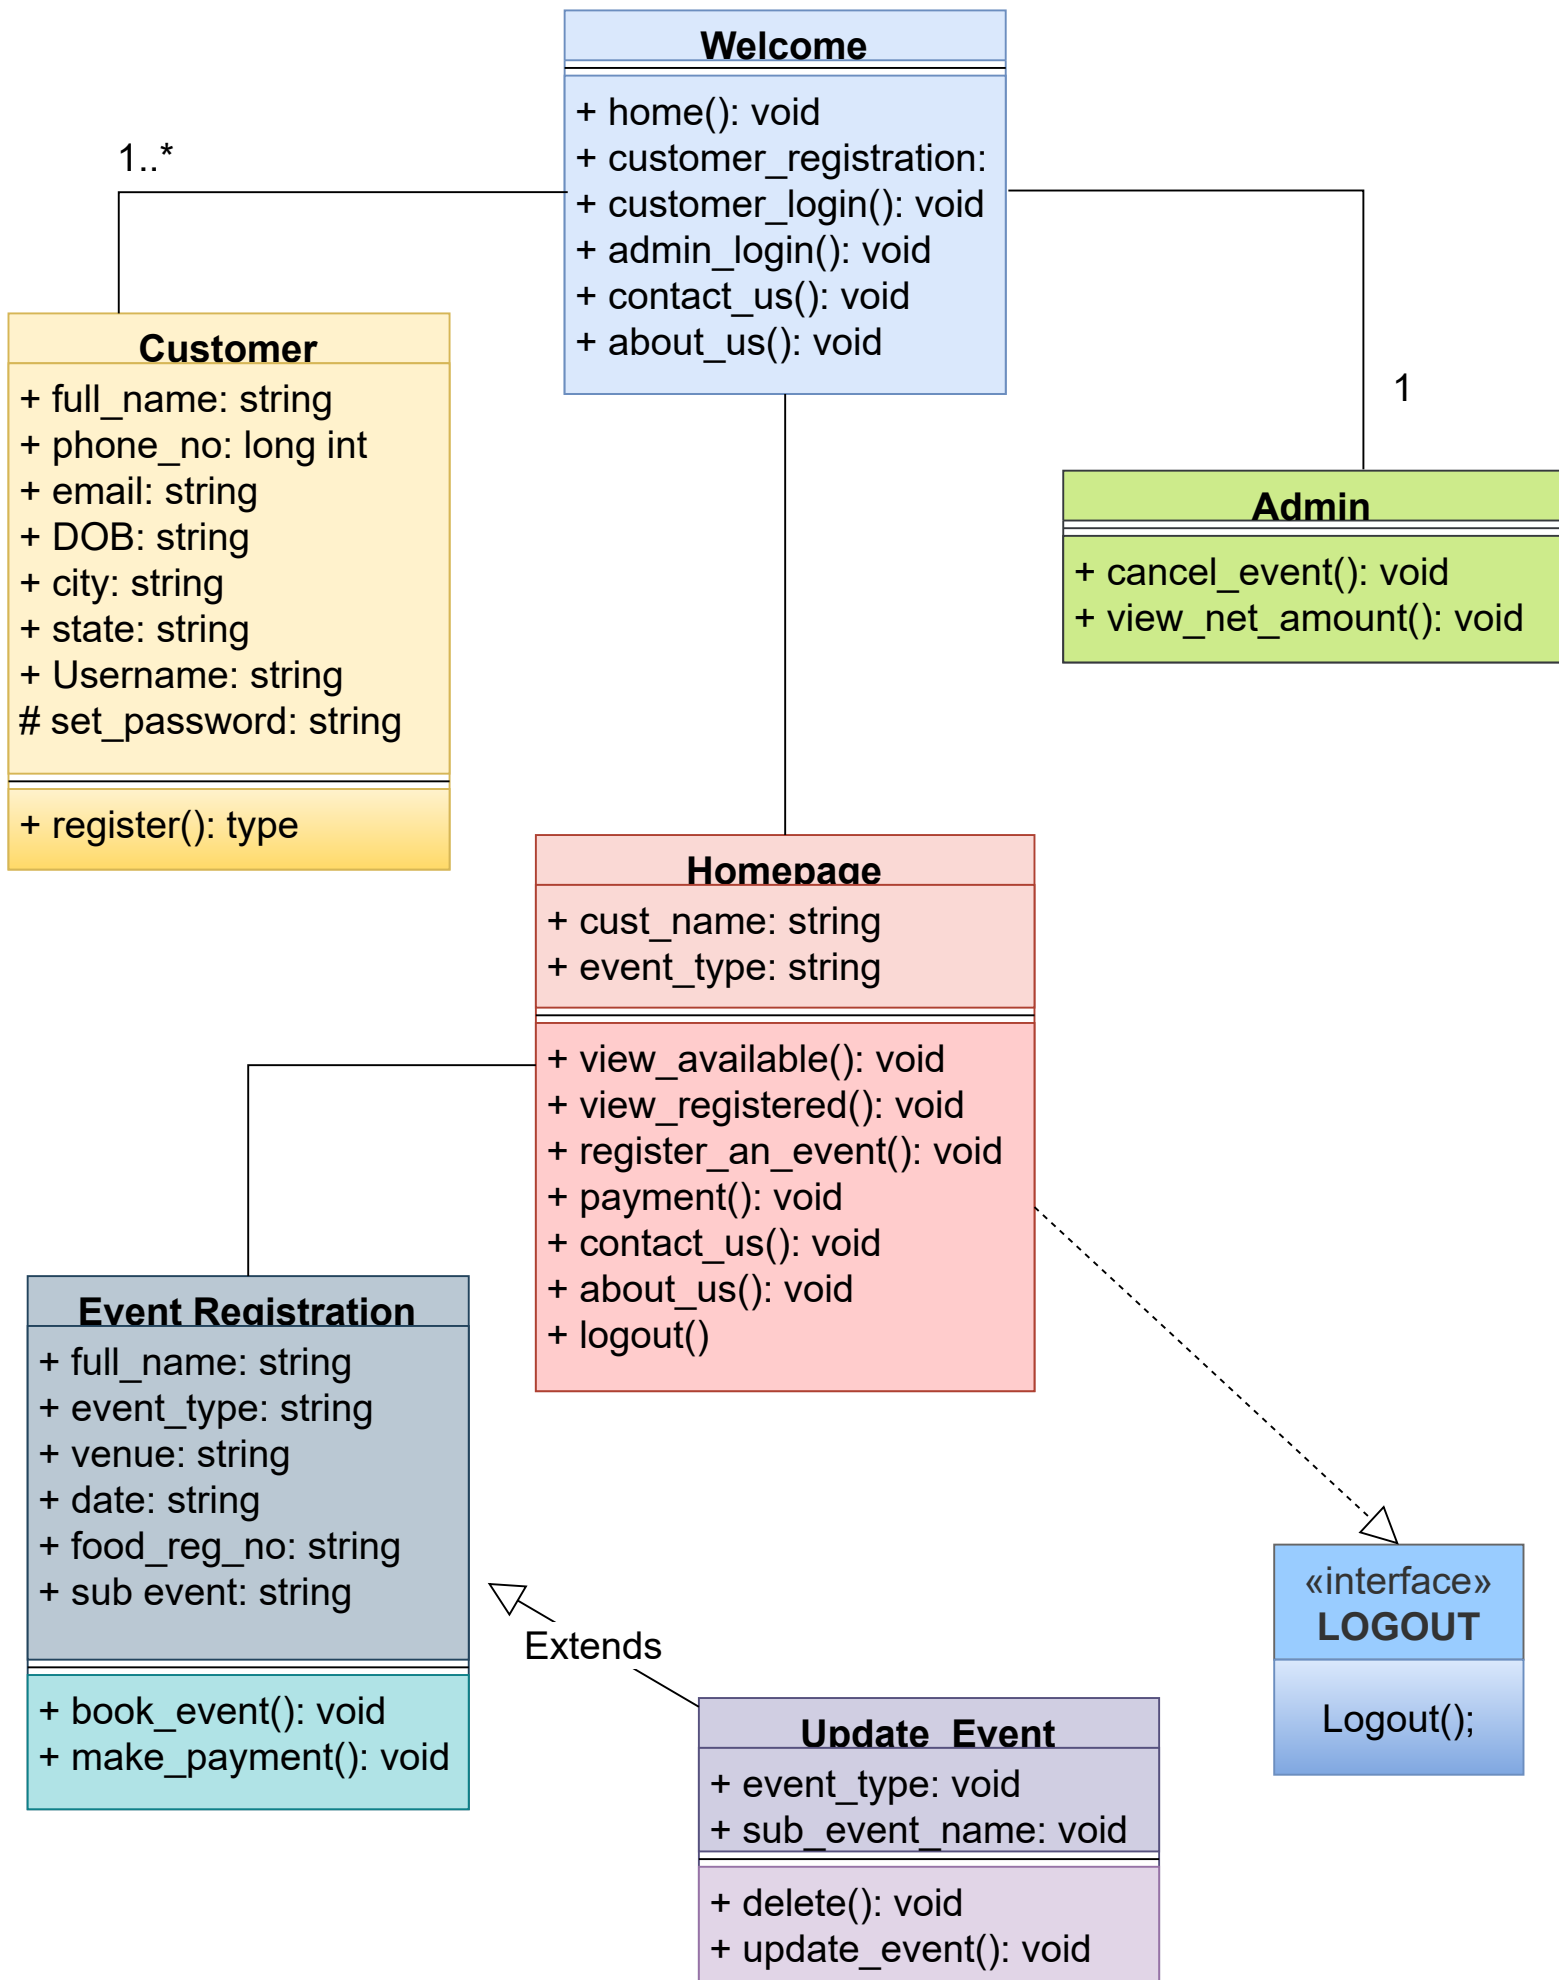 Welcome
+ home(): void
+ customer_registration:
+ customer_login(): void
+ admin_login(): void
+ contact_us(): void
+ about_us(): void
1..*
1
Customer
+ full_name: string
+ phone_no: long int
+ email: string
+ DOB: string
+ city: string
+ state: string
+ Username: string
# set_password: string
+ register(): type
Admin
+ cancel_event(): void
+ view_net_amount(): void
Homepage
+ cust_name: string
+ event_type: string
+ view_available(): void
+ view_registered(): void
+ register_an_event(): void
+ payment(): void
+ contact_us(): void
+ about_us(): void
+ logout()
Event Registration
+ full_name: string
+ event_type: string
+ venue: string
+ date: string
+ food_reg_no: string
+ sub event: string
+ book_event(): void
+ make_payment(): void
Extends
«interface»
LOGOUT
Logout();
Update_Event
+ event_type: void
+ sub_event_name: void
+ delete(): void
+ update_event(): void